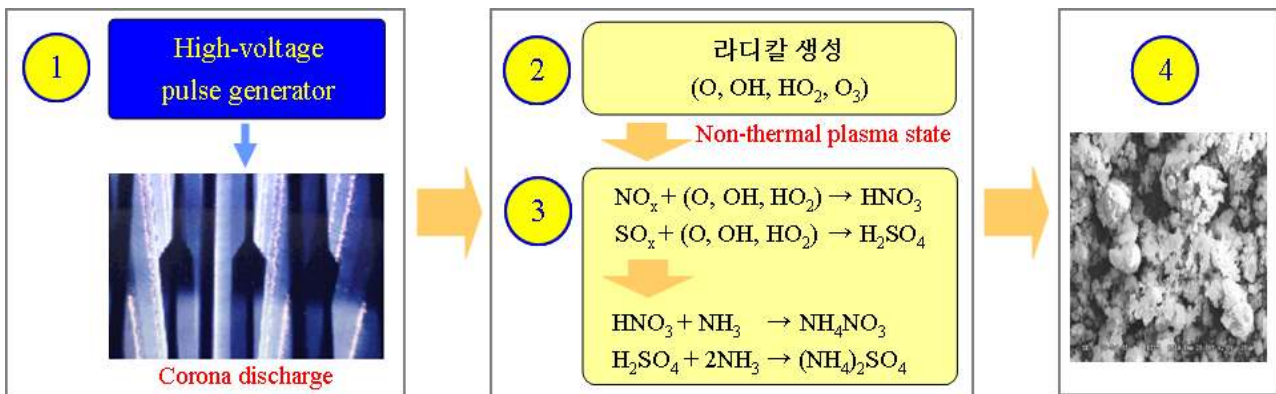 1
High-voltage
pulse generator
Corona discharge
2
라디칼 생성
(O, OH, HO₂, O₃)
Non-thermal plasma state
3
NOₓ + (O, OH, HO₂) → HNO₃
SOₓ + (O, OH, HO₂) → H₂SO₄
HNO₃ + NH₃ → NH₄NO₃
H₂SO₄ + 2NH₃ → (NH₄)₂SO₄
4